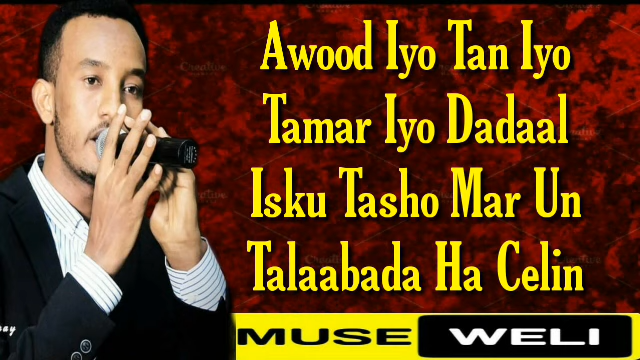 Awood Iyo Tan Iyo
Tamar Iyo Dadaal
Isku Tasho Mar Un
Talaabada Ha Celin
MUSE WELI